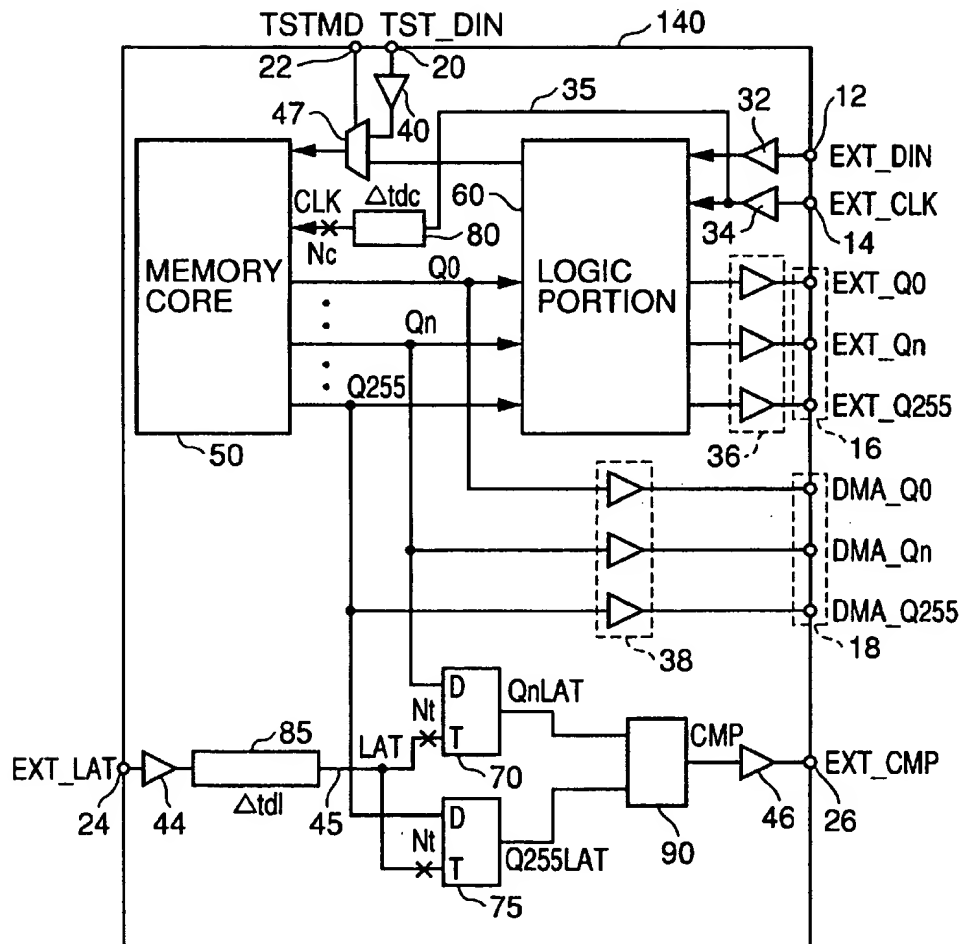 TSTMD TST_DIN
140
22
20
47
40
35
32
12
EXT_DIN
EXT_CLK
34
14
60
Δtdc
CLK
80
Nc
MEMORY
CORE
LOGIC
PORTION
Q0
Qn
Q255
50
EXT_Q0
EXT_Qn
EXT_Q255
36
16
DMA_Q0
DMA_Qn
DMA_Q255
38
18
D
T
Nt
70
QnLAT
EXT_LAT
24
44
85
Δtdl
45
LAT
D
T
Nt
75
Q255LAT
90
CMP
46
EXT_CMP
26